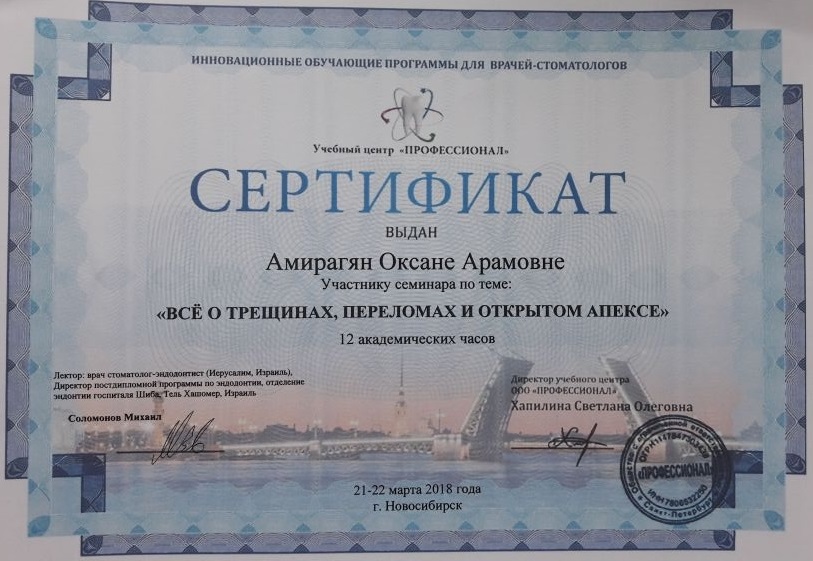 ИННОВАЦИОННЫЕ ОБУЧАЮЩИЕ ПРОГРАММЫ ДЛЯ ВРАЧЕЙ-СТОМАТОЛОГОВ
Учебный центр «ПРОФЕССИОНАЛ»
СЕРТИФИКАТ
ВЫДАН
Амирагян Оксане Арамовне
Участнику семинара по теме:
«ВСЁ О ТРЕЩИНАХ, ПЕРЕЛОМАХ И ОТКРЫТОМ АПЕКСЕ»
12 академических часов
Лектор: врач стоматолог-эндодонтист (Иерусалим, Израиль),
Директор постдипломной программы по эндодонтии, отделение
эндонтии госпиталя Шиба, Тель Хашомер, Израиль
Соломонов Михаил
Директор учебного центра
ООО «ПРОФЕССИОНАЛ»
Хапилина Светлана Олеговна
«ПРОФЕССИОНАЛ»
Санкт-Петербург
21-22 марта 2018 года
г. Новосибирск